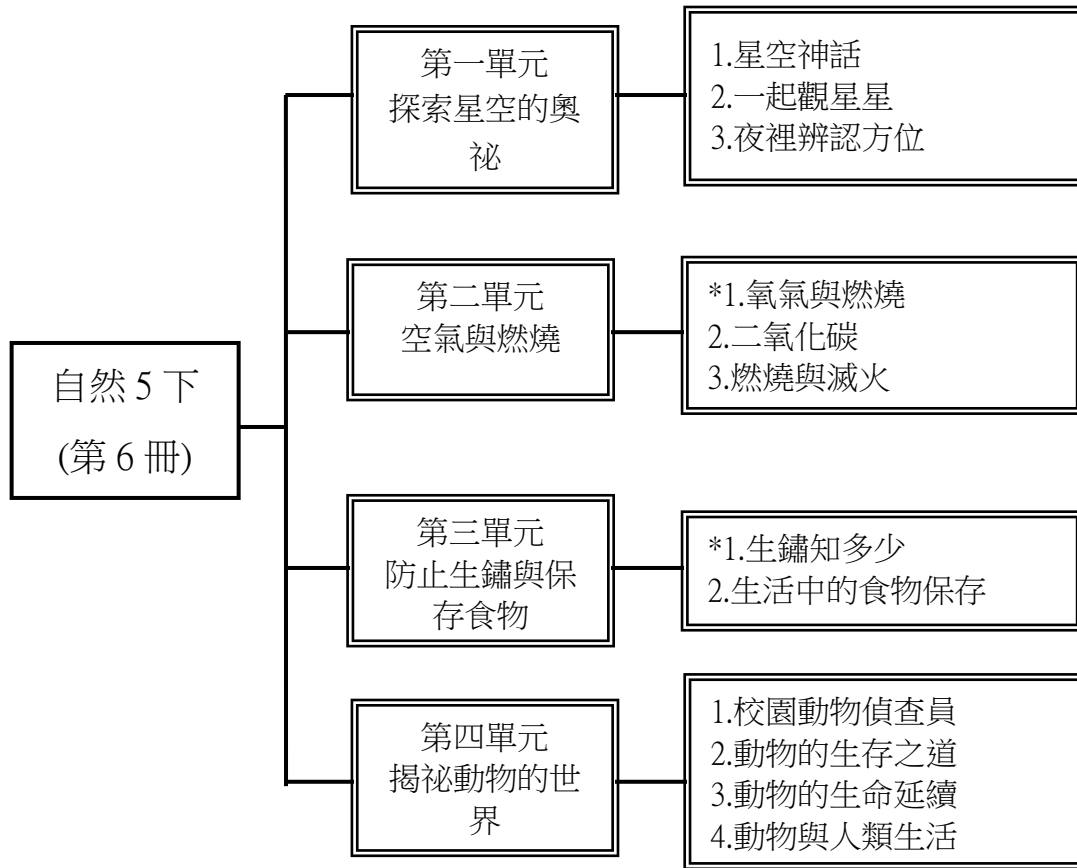 自然 5 下
(第 6 冊)
第一單元
探索星空的奧
祕
1.星空神話
2.一起觀星星
3.夜裡辨認方位
第二單元
空氣與燃燒
*1.氧氣與燃燒
2.二氧化碳
3.燃燒與滅火
第三單元
防止生鏽與保
存食物
*1.生鏽知多少
2.生活中的食物保存
第四單元
揭祕動物的世
界
1.校園動物偵查員
2.動物的生存之道
3.動物的生命延續
4.動物與人類生活